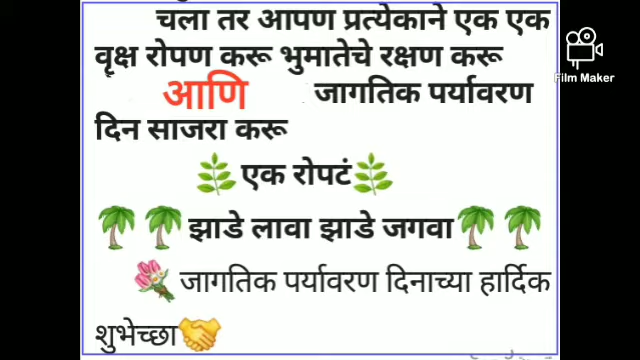 चला तर आपण प्रत्येकाने एक एक
वृक्ष रोपण करू भुमातेचे रक्षण करू
आणि जागतिक पर्यावरण
दिन साजरा करू
🌿एक रोपटं🌿
🌴🌴झाडे लावा झाडे जगवा🌴🌴
💐जागतिक पर्यावरण दिनाच्या हार्दिक
शुभेच्छा🤝
Film Maker